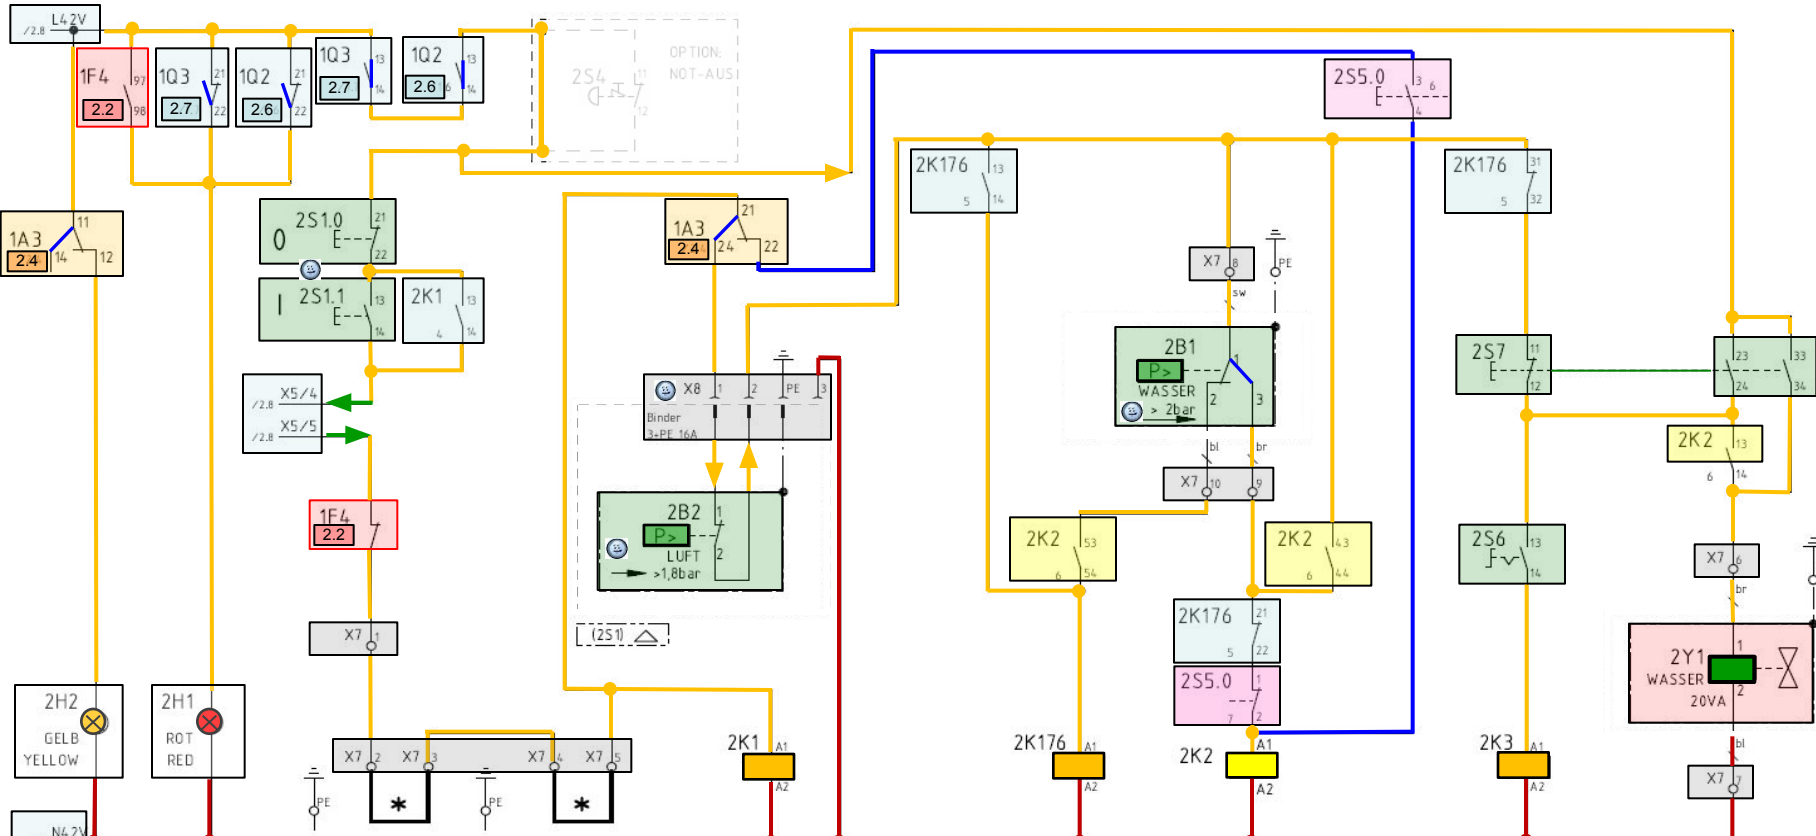 L42V
/2.8
1F4
97
2.2
98
1Q3
21
2.7
22
1Q2
21
2.6
22
1Q3
13
2.7
14
1Q2
13
2.6
14
2S4
11
12
OPTION:
NOT-AUS
2S5.0
3
6
4
2K176
13
5
14
2K176
31
5
32
1A3
11
2.4
14
12
O
2S1.0
21
22
I
2S1.1
13
14
2K1
13
4
14
1A3
21
2.4
24
22
X7
8
PE
sw
2B1
1
P>
WASSER
2
3
> 2bar
2S7
11
12
23
24
33
34
X5/4
/2.8
X5/5
/2.8
X8
1
2
PE
3
Binder
3+PE 16A
bl
br
X7
10
9
2K2
13
6
14
1F4
2.2
2B2
1
P>
2
LUFT
>1,8bar
2K2
53
6
54
2K2
43
6
44
2S6
13
14
X7
6
br
X7
1
(2S1)
2K176
21
5
22
2S5.0
1
7
2
2Y1
1
WASSER
2
20VA
2H2
GELB
YELLOW
2H1
ROT
RED
X7
2
X7
3
X7
4
X7
5
PE
*
PE
*
2K1
A1
A2
2K176
A1
A2
2K2
A1
A2
2K3
A1
A2
bl
X7
7
N42V